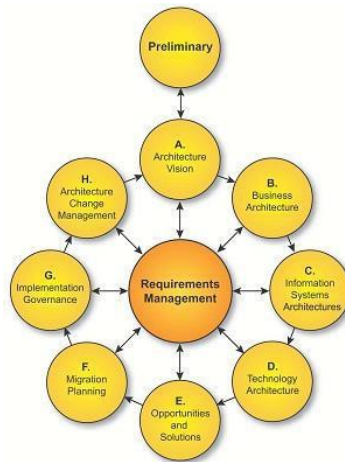 Preliminary
A.
Architecture
Vision
B.
Business
Architecture
C.
Information
Systems
Architectures
D.
Technology
Architecture
E.
Opportunities
and
Solutions
F.
Migration
Planning
G.
Implementation
Governance
H.
Architecture
Change
Management
Requirements
Management